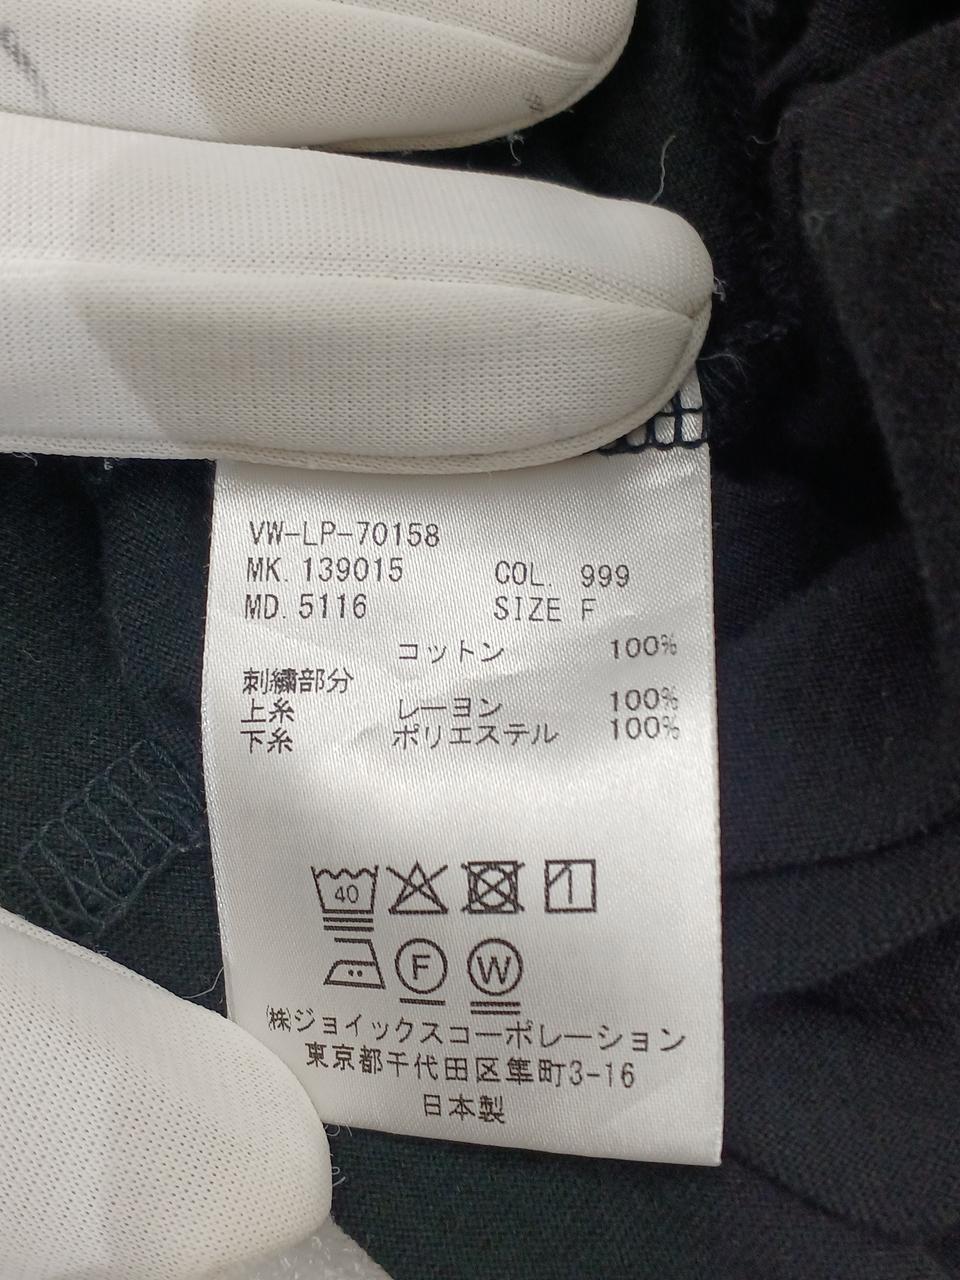 VW-LP-70158
MK. 139015 COL. 999
MD. 5116 SIZE F
コットン 100%
刺繍部分
上糸 レーヨン 100%
下糸 ポリエステル 100%
40
F W
㈱ジョイックスコーポレーション
東京都千代田区隼町3-16
日本製